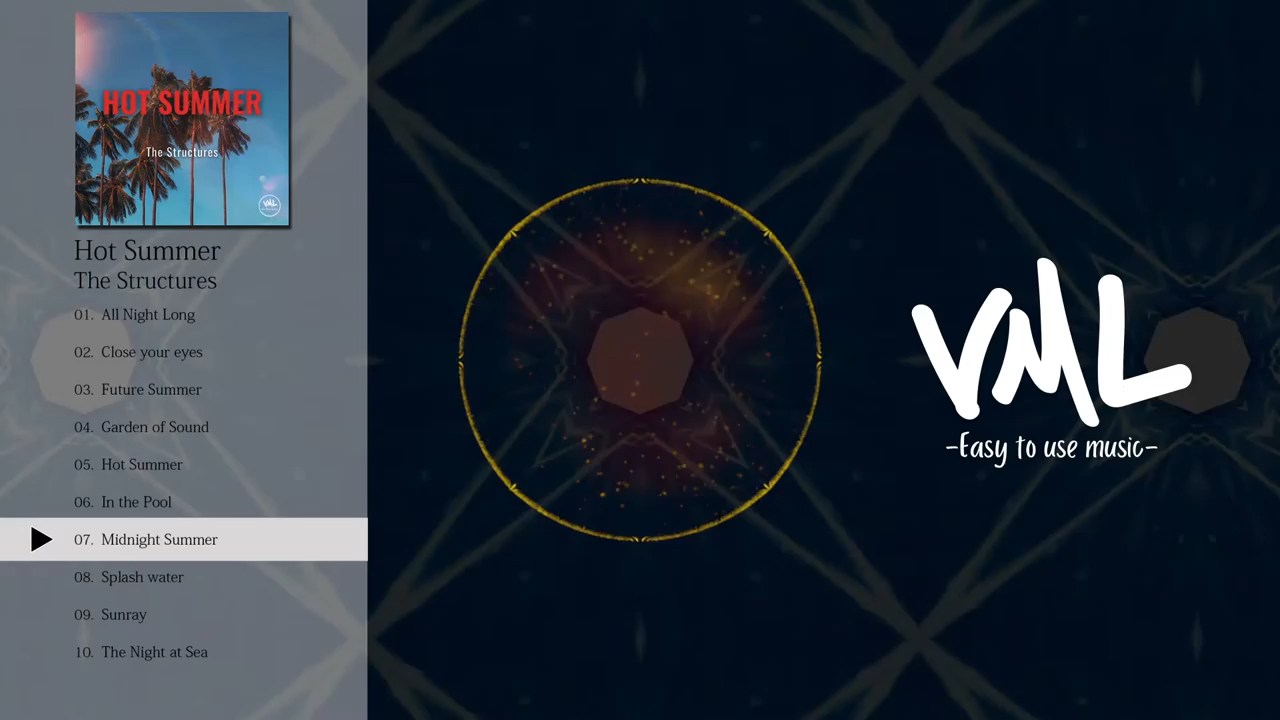 HOT SUMMER
The Structures
VML
Hot Summer
The Structures
01. All Night Long
02. Close your eyes
03. Future Summer
04. Garden of Sound
05. Hot Summer
06. In the Pool
07. Midnight Summer
08. Splash water
09. Sunray
10. The Night at Sea
VML
-Easy to use music-